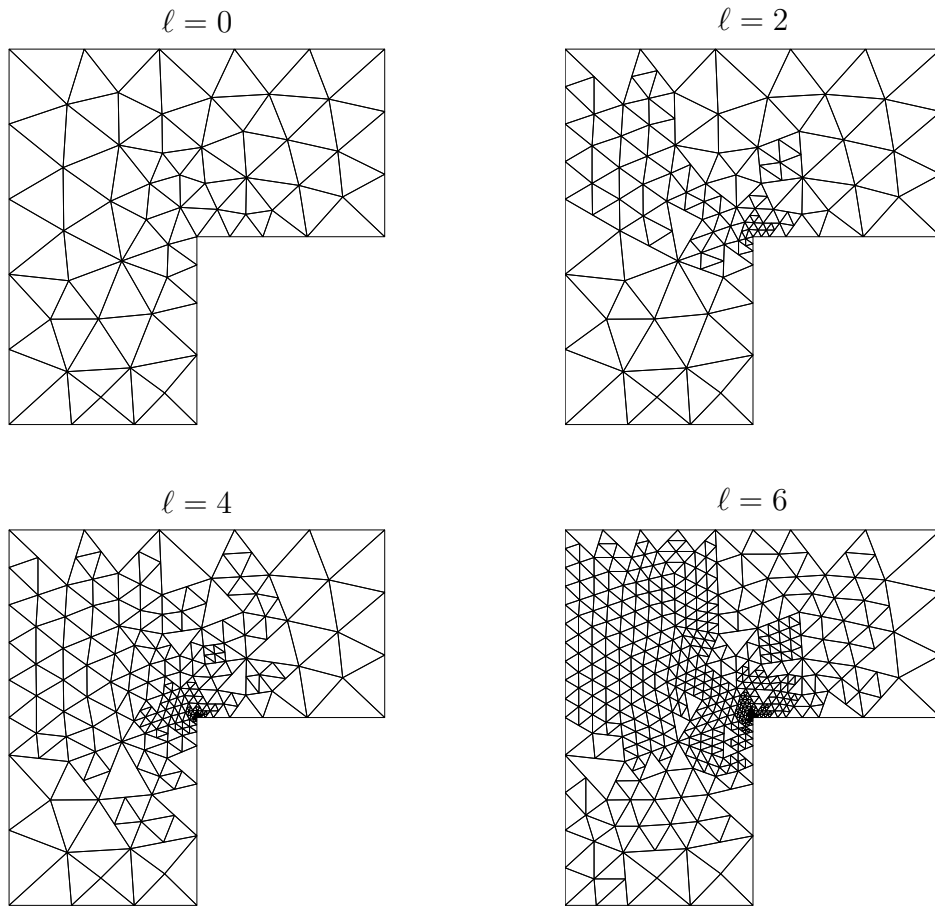 ℓ = 0
ℓ = 2
ℓ = 4
ℓ = 6